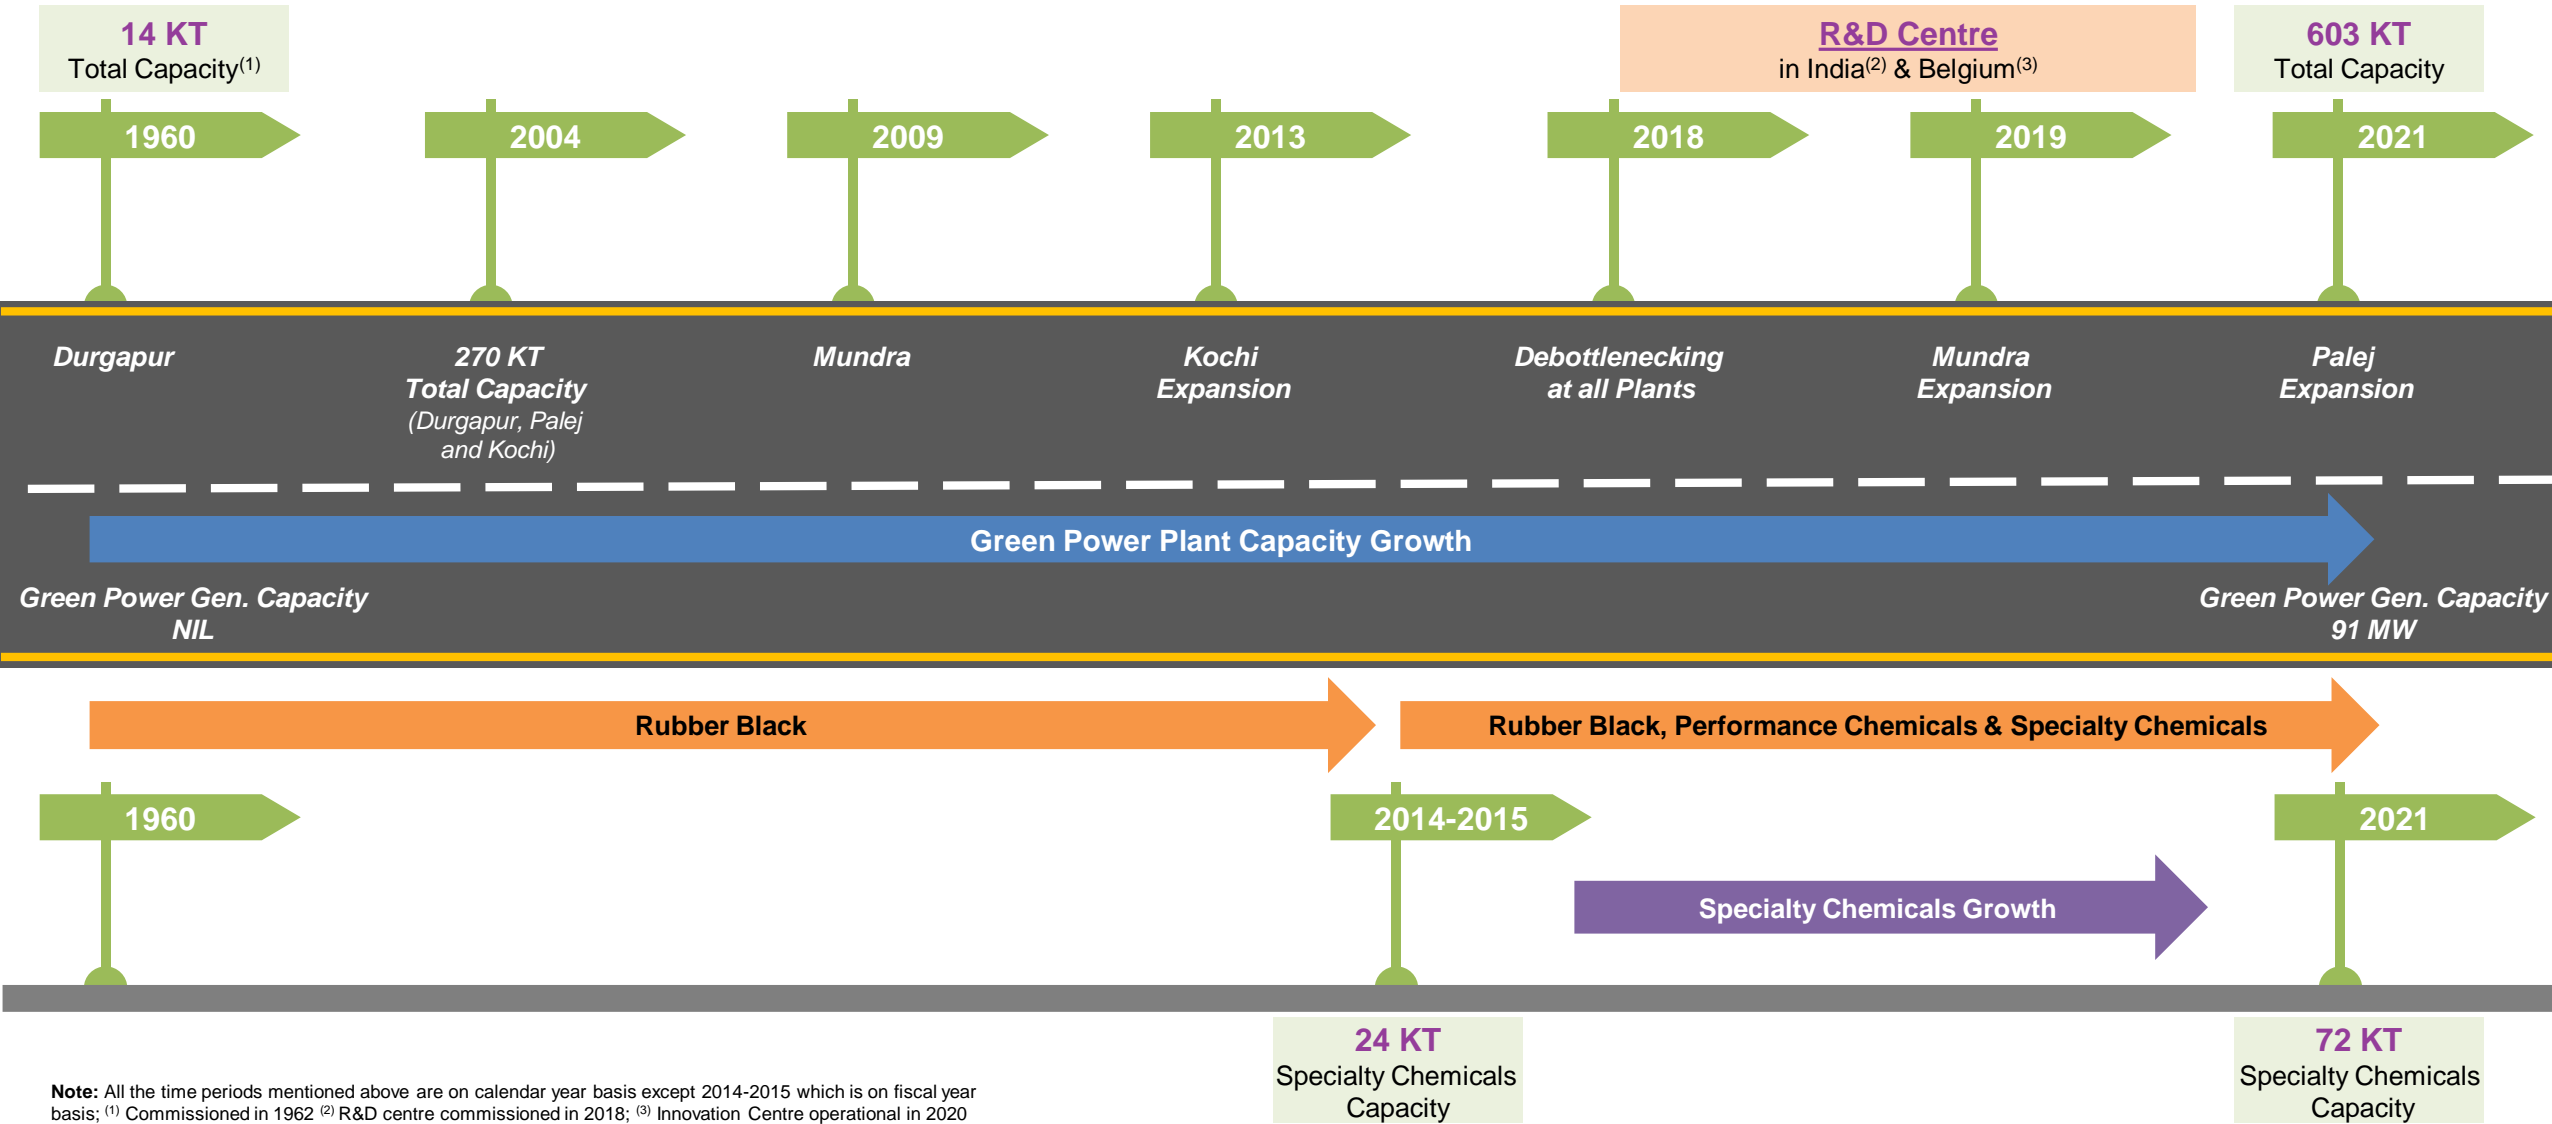 14 KT
Total Capacity(1)
R&D Centre
in India(2) & Belgium(3)
603 KT
Total Capacity
1960
2004
2009
2013
2018
2019
2021
Durgapur
270 KT
Total Capacity
(Durgapur, Palej
and Kochi)
Mundra
Kochi
Expansion
Debottlenecking
at all Plants
Mundra
Expansion
Palej
Expansion
Green Power Plant Capacity Growth
Green Power Gen. Capacity
NIL
Green Power Gen. Capacity
91 MW
Rubber Black
Rubber Black, Performance Chemicals & Specialty Chemicals
1960
2014-2015
2021
Specialty Chemicals Growth
24 KT
Specialty Chemicals
Capacity
72 KT
Specialty Chemicals
Capacity
Note: All the time periods mentioned above are on calendar year basis except 2014-2015 which is on fiscal year
basis; (1) Commissioned in 1962 (2) R&D centre commissioned in 2018; (3) Innovation Centre operational in 2020